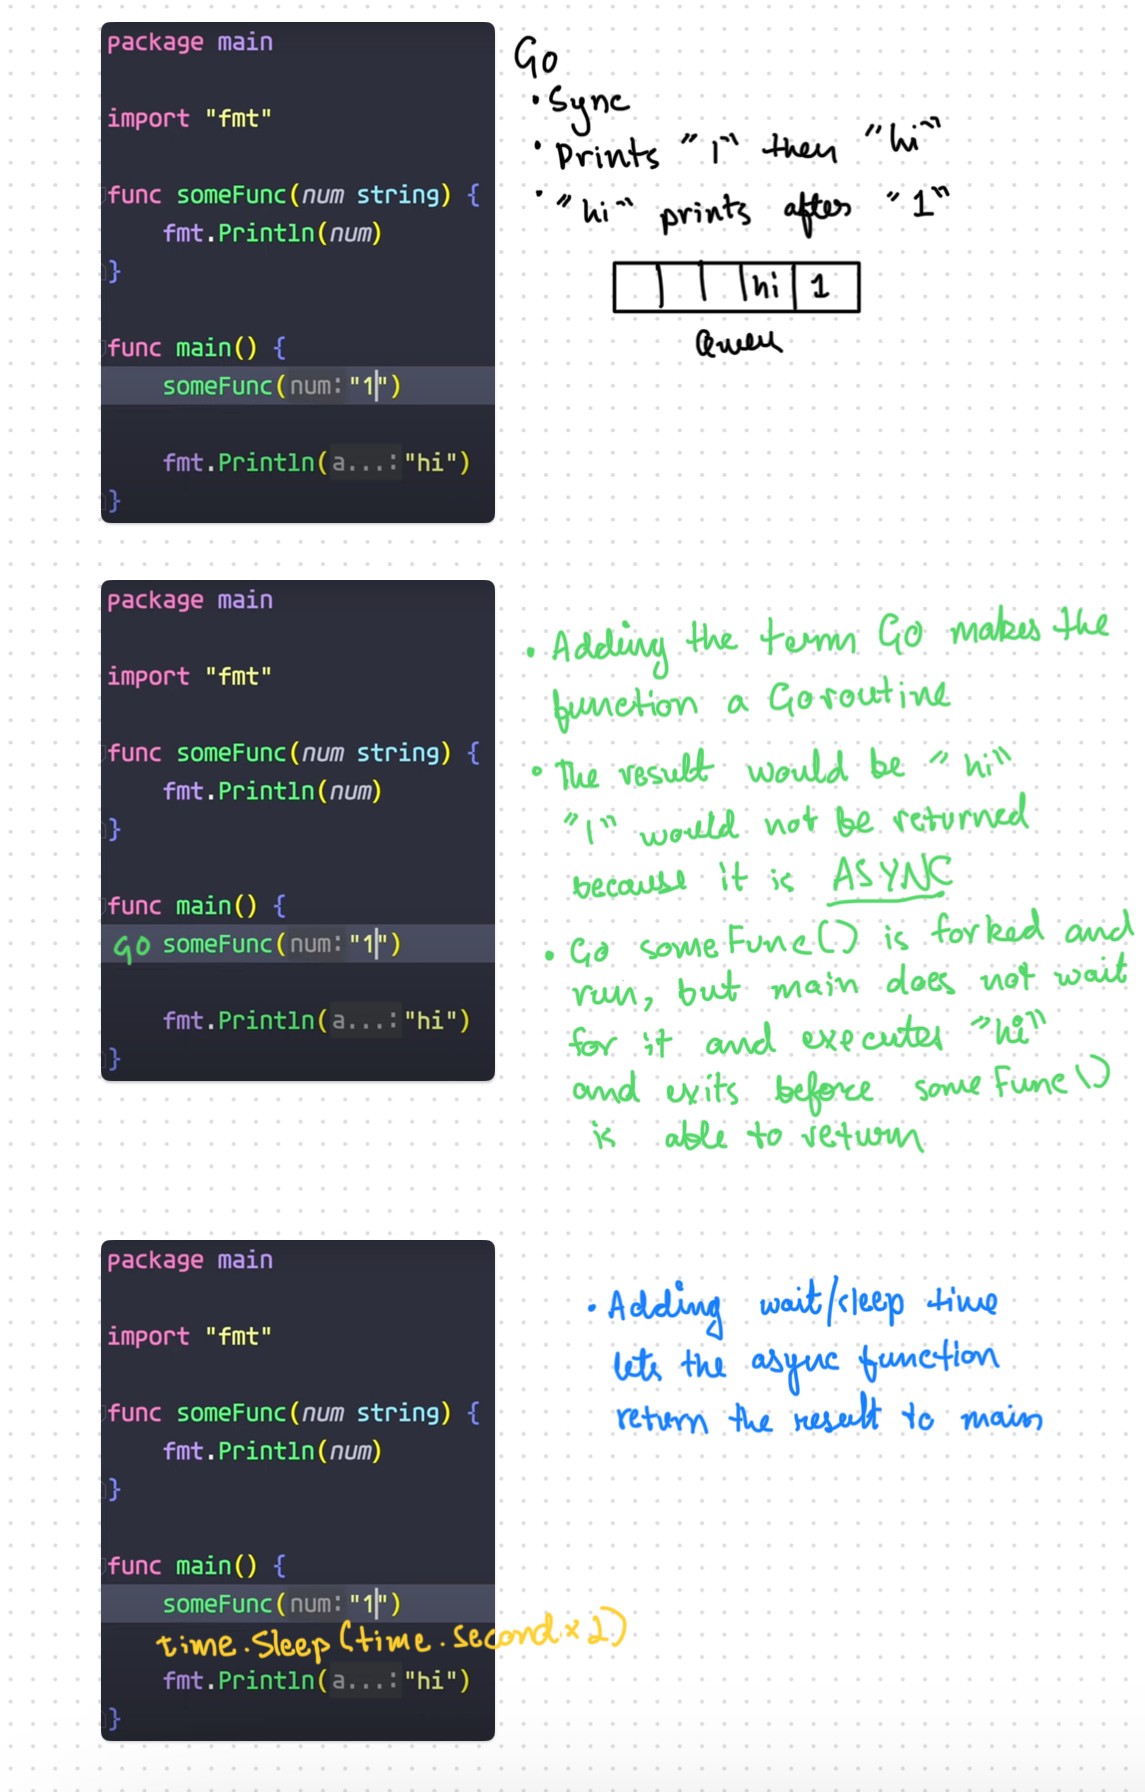 package main
import "fmt"
func someFunc(num string) {
fmt.Println(num)
}
func main() {
someFunc(num: "1")
fmt.Println(a...: "hi")
}
Go
• Sync
• Prints "1" then "hi"
• "hi" prints after "1"
hi 1
package main
import "fmt"
func someFunc(num string) {
fmt.Println(num)
}
func main() {
GO someFunc(num: "1")
fmt.Println(a...: "hi")
}
• Adding the term GO makes the
function a Goroutine
• The result would be "hi"
"1" would not be returned
because it is ASYNC
• Go someFunc() is forked and
run, but main does not wait
for it and executes "hi"
and exits before someFunc()
is able to return
package main
import "fmt"
func someFunc(num string) {
fmt.Println(num)
}
func main() {
someFunc(num: "1")
time.Sleep(time.second × 2)
fmt.Println(a...: "hi")
}
• Adding wait/sleep time
lets the async function
return the result to main